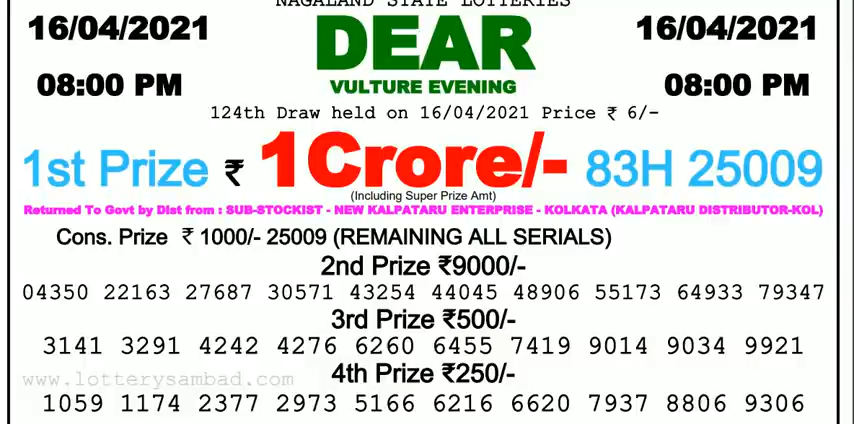 NAGALAND STATE LOTTERIES
16/04/2021 DEAR 16/04/2021
08:00 PM VULTURE EVENING 08:00 PM
124th Draw held on 16/04/2021 Price ₹ 6/-
1st Prize ₹ 1Crore/- 83H 25009
(Including Super Prize Amt)
Returned To Govt by Dist from : SUB-STOCKIST - NEW KALPATARU ENTERPRISE - KOLKATA (KALPATARU DISTRIBUTOR-KOL)
Cons. Prize ₹ 1000/- 25009 (REMAINING ALL SERIALS)
2nd Prize ₹9000/-
04350 22163 27687 30571 43254 44045 48906 55173 64933 79347
3rd Prize ₹500/-
3141 3291 4242 4276 6260 6455 7419 9014 9034 9921
www.lotterysambad.com 4th Prize ₹250/-
1059 1174 2377 2973 5166 6216 6620 7937 8806 9306